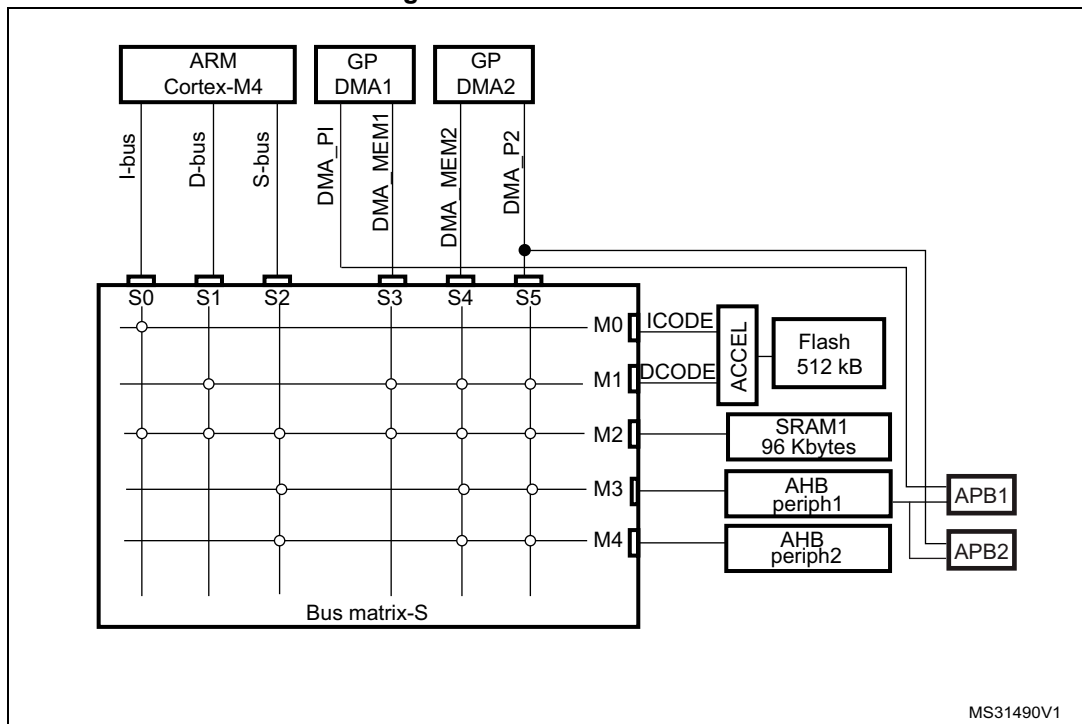 ARM
Cortex-M4
GP
DMA1
GP
DMA2
I-bus
D-bus
S-bus
DMA_PI
DMA_MEM1
DMA_MEM2
DMA_P2
S0
S1
S2
S3
S4
S5
M0
ICODE
M1
DCODE
ACCEL
Flash
512 kB
M2
SRAM1
96 Kbytes
M3
AHB
periph1
APB1
M4
AHB
periph2
APB2
Bus matrix-S
MS31490V1